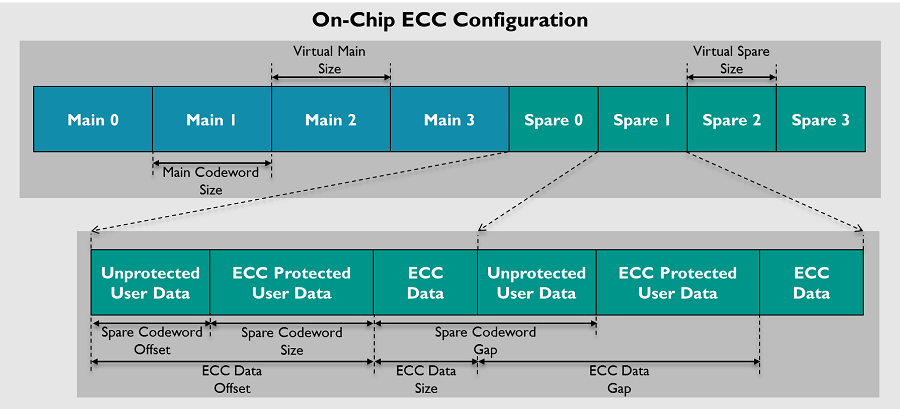 On-Chip ECC Configuration
Virtual Main
Size
Virtual Spare
Size
Main 0
Main 1
Main 2
Main 3
Spare 0
Spare 1
Spare 2
Spare 3
Main Codeword
Size
Unprotected
User Data
ECC Protected
User Data
ECC
Data
Unprotected
User Data
ECC Protected
User Data
ECC
Data
Spare Codeword
Offset
Spare Codeword
Size
Spare Codeword
Gap
ECC Data
Offset
ECC Data
Size
ECC Data
Gap